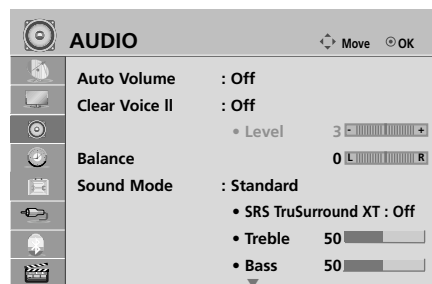 AUDIO Move OK
Auto Volume : Off
Clear Voice II : Off
• Level 3 - +
Balance 0 L R
Sound Mode : Standard
• SRS TruSurround XT : Off
• Treble 50
• Bass 50